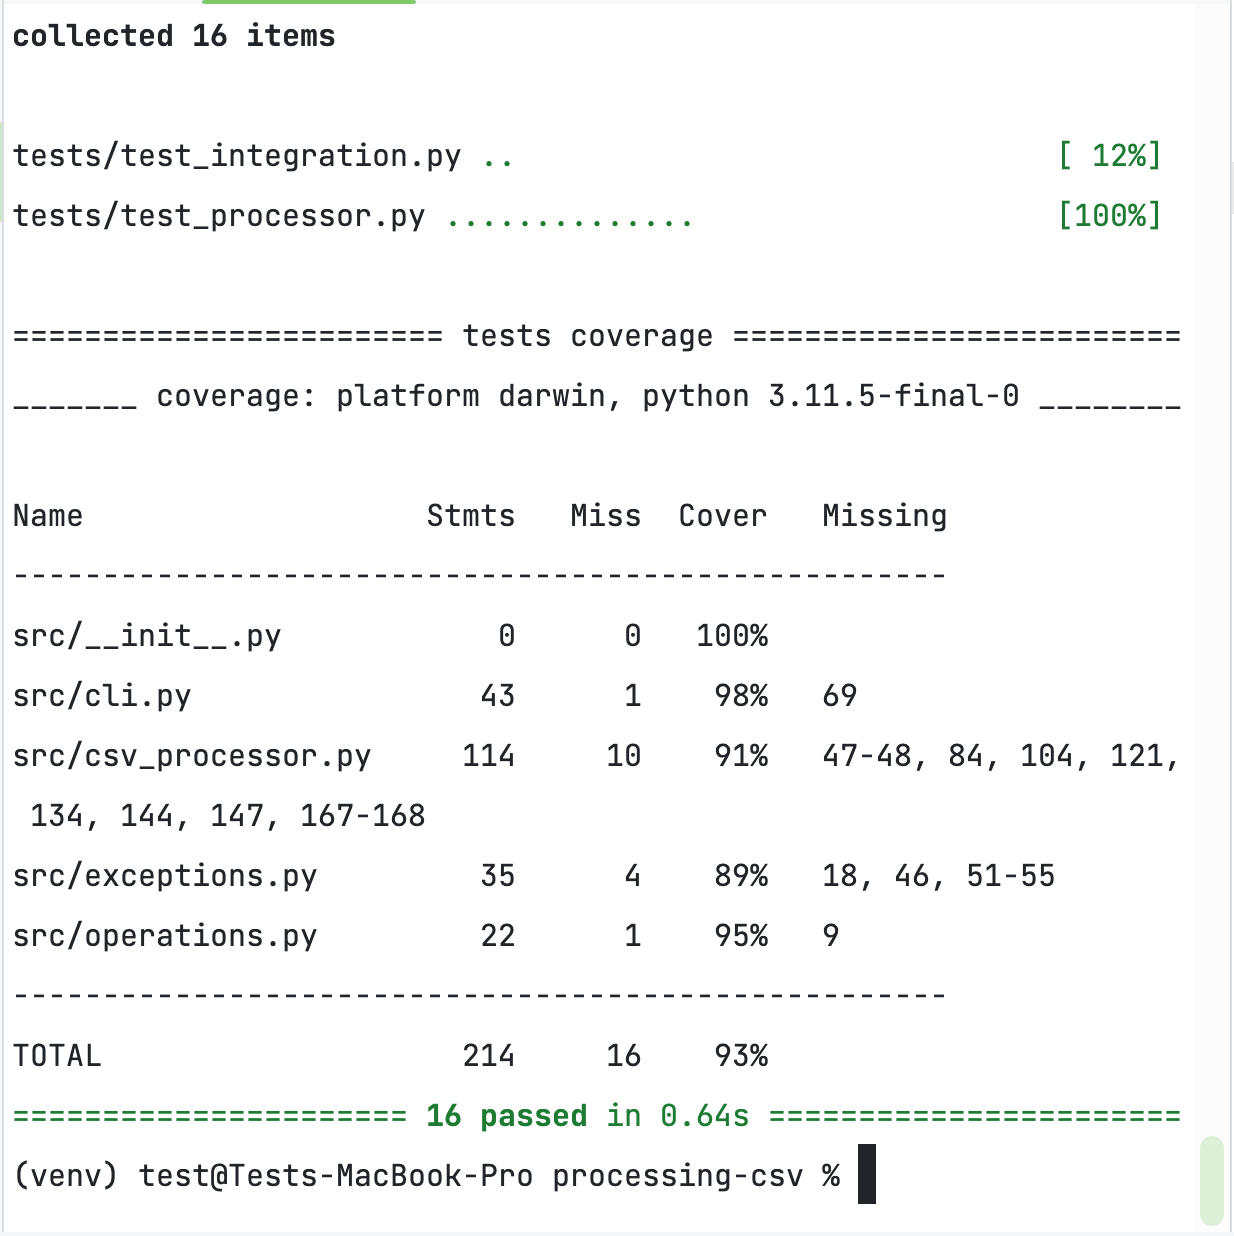 collected 16 items
tests/test_integration.py .. [ 12%]
tests/test_processor.py .............. [100%]
======================== tests coverage =========================
_______ coverage: platform darwin, python 3.11.5-final-0 ________
Name                   Stmts   Miss  Cover   Missing
----------------------------------------------------
src/__init__.py            0      0   100%
src/cli.py                43      1    98%   69
src/csv_processor.py     114     10    91%   47-48, 84, 104, 121,
 134, 144, 147, 167-168
src/exceptions.py         35      4    89%   18, 46, 51-55
src/operations.py         22      1    95%   9
----------------------------------------------------
TOTAL                    214     16    93%
====================== 16 passed in 0.64s =======================
(venv) test@Tests-MacBook-Pro processing-csv %